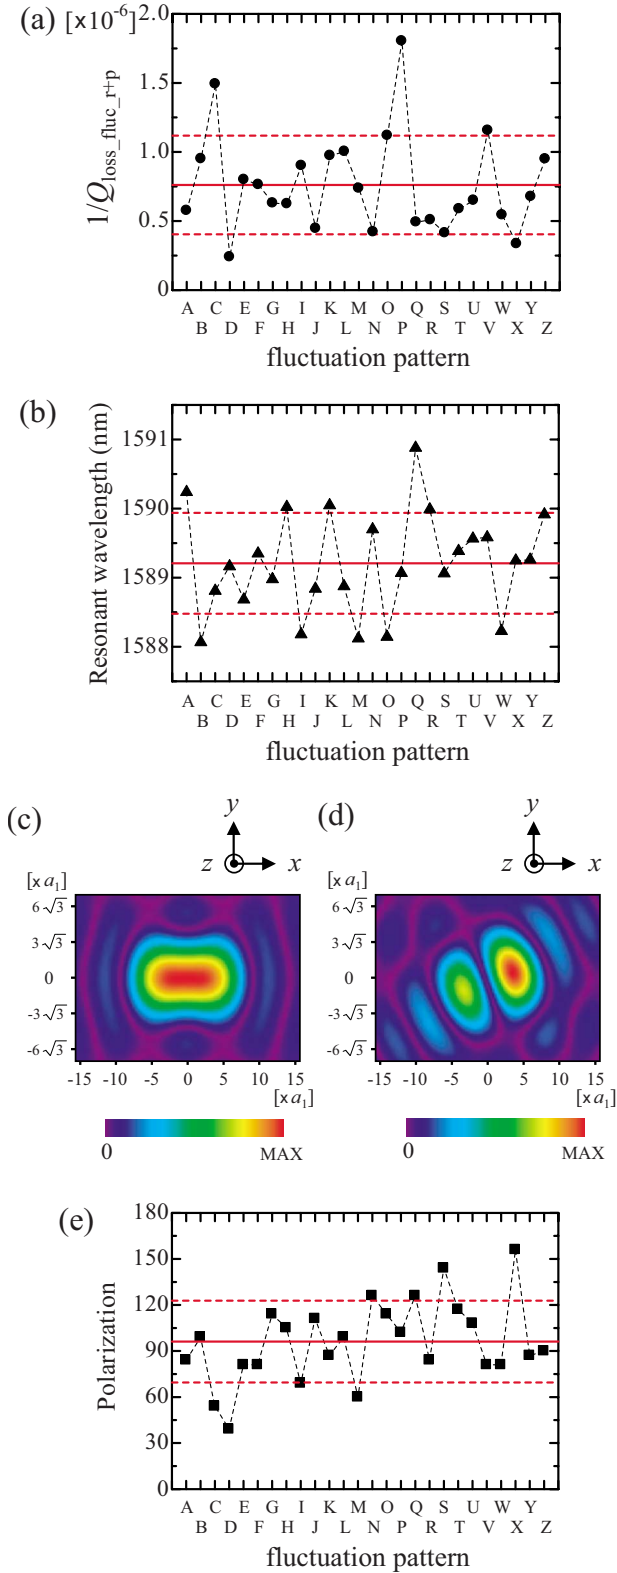 (a) [×10⁻⁶] 2.0
1.5
1.0
0.5
0
1/Q_loss_fluc_r+p
A C E G I K M O Q S U W Y
B D F H J L N P R T V X Z
fluctuation pattern
(b)
1591
1590
1589
1588
Resonant wavelength (nm)
A C E G I K M O Q S U W Y
B D F H J L N P R T V X Z
fluctuation pattern
(c) y (d) y
z x z x
[× a₁] [× a₁]
6√3 6√3
3√3 3√3
0 0
-3√3 -3√3
-6√3 -6√3
-15 -10 -5 0 5 10 15 -15 -10 -5 0 5 10 15
[× a₁] [× a₁]
0 MAX 0 MAX
(e)
180
150
120
90
60
30
0
Polarization
A C E G I K M O Q S U W Y
B D F H J L N P R T V X Z
fluctuation pattern